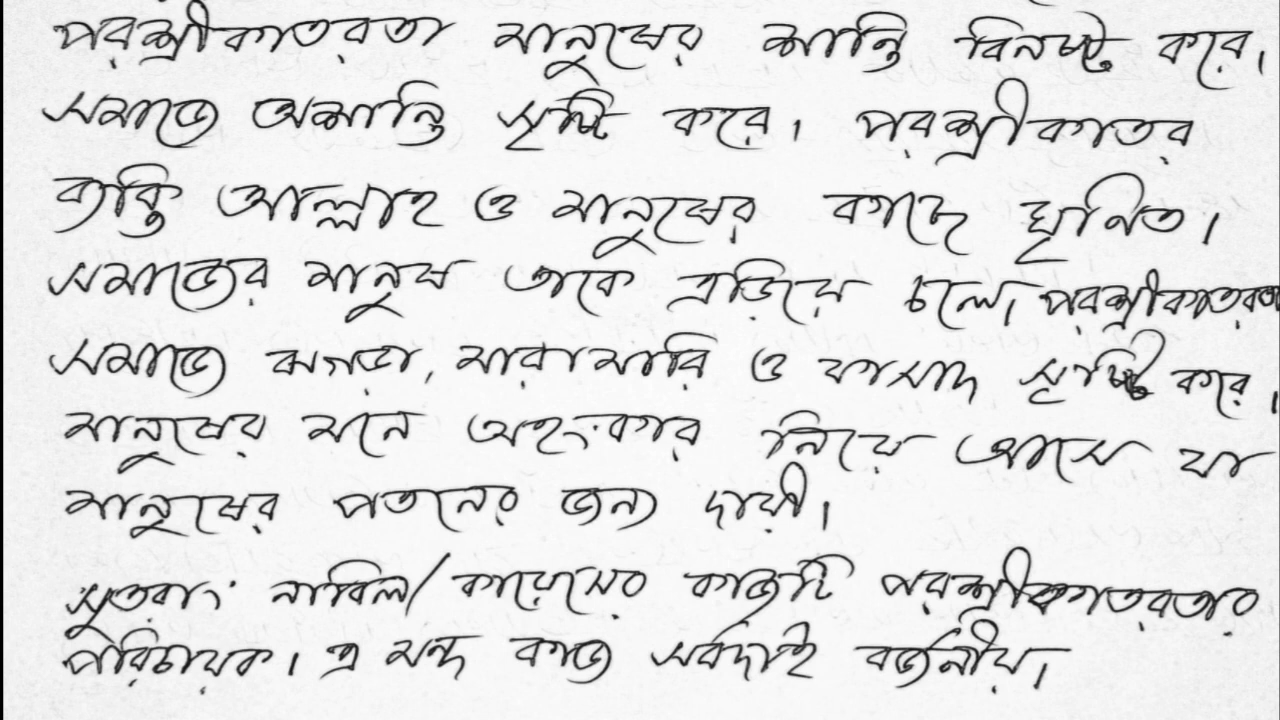 পরশ্রীকাতরতা মানুষের শান্তি বিনষ্ট করে।
সমাজে অশান্তি সৃষ্টি করে। পরশ্রীকাতর
ব্যক্তি আল্লাহ ও মানুষের কাছে ঘৃণিত।
সমাজের মানুষ তাকে এড়িয়ে চলে। পরশ্রীকাতরতা
সমাজে ঝগড়া, মারামারি ও ফাসাদ সৃষ্টি করে।
মানুষের মনে অহংকার নিয়ে আসে যা
মানুষের পতনের জন্য দায়ী।
সুতরাং নাবিল/কায়েসের কাজটি পরশ্রীকাতরতার
পরিচায়ক। এ মন্দ কাজ সর্বদাই বর্জনীয়।